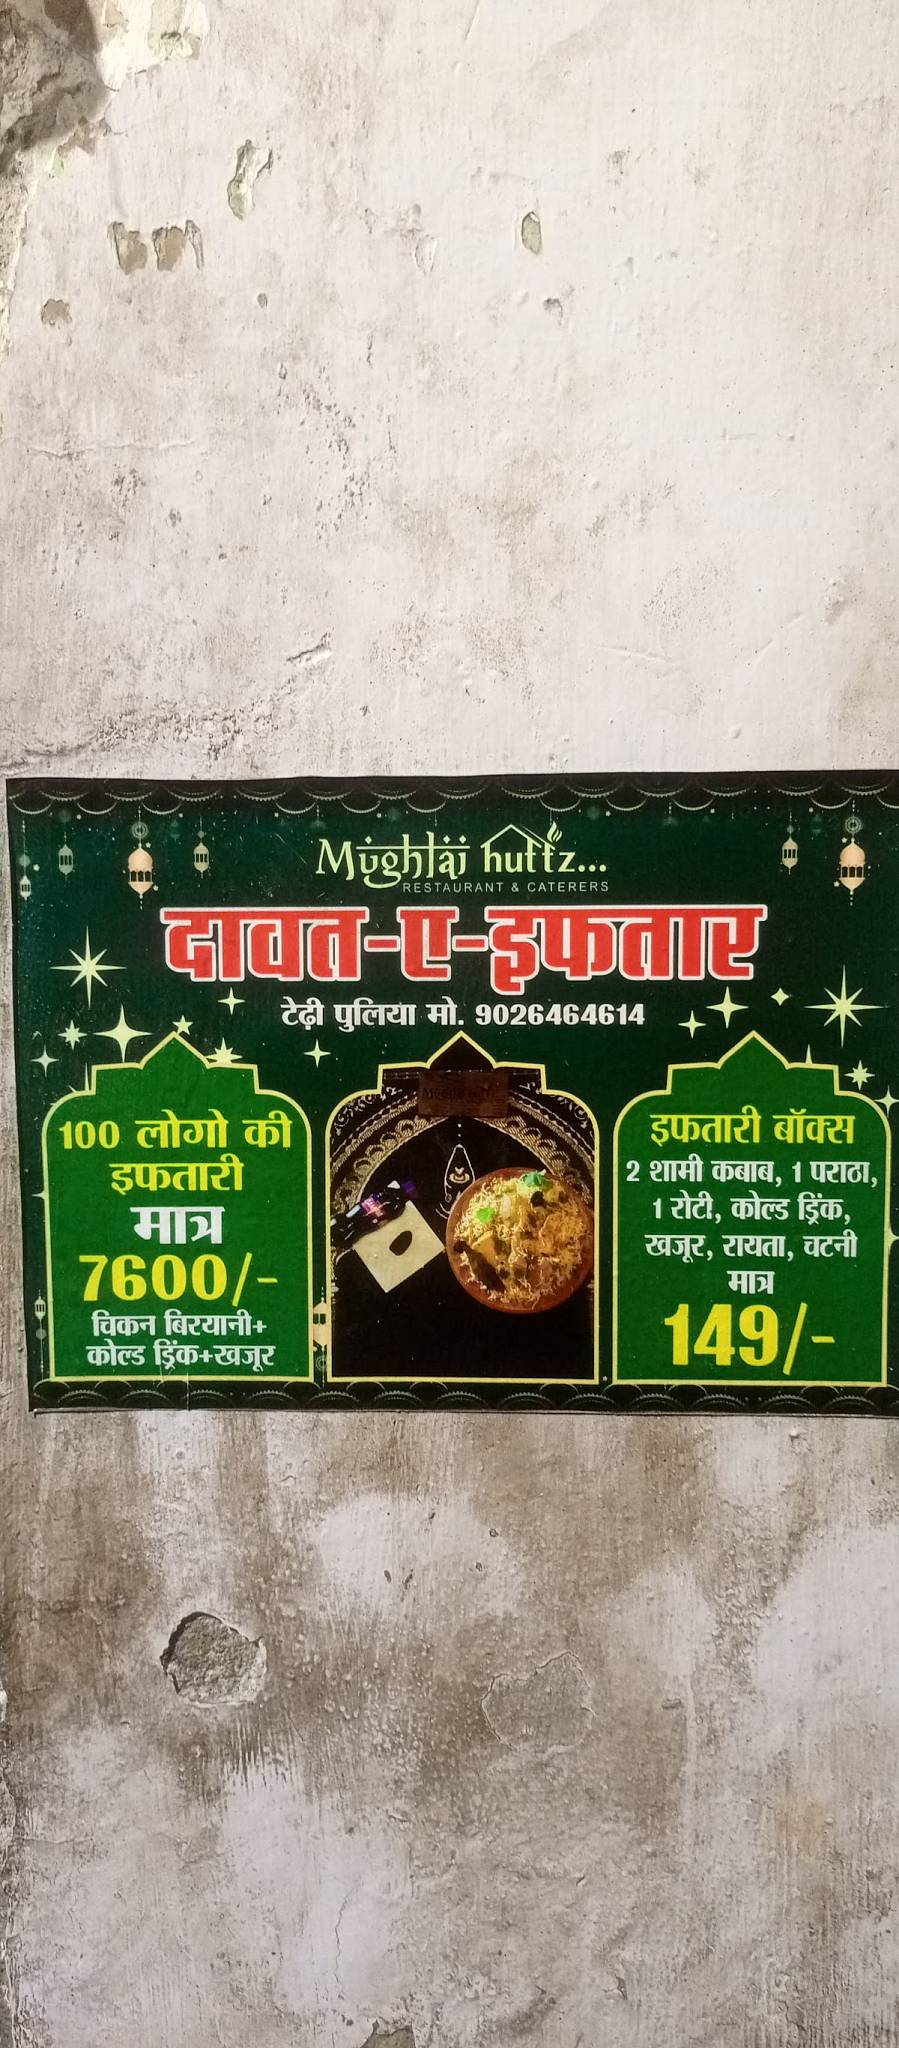 Mughlai huttz...
RESTAURANT & CATERERS
दावत-ए-इफतार
टेढ़ी पुलिया मो. 9026464614
100 लोगो की
इफतारी
मात्र
7600/-
चिकन बिरयानी+
कोल्ड ड्रिंक+खजूर
इफतारी बॉक्स
2 शामी कबाब, 1 पराठा,
1 रोटी, कोल्ड ड्रिंक,
खजूर, रायता, चटनी
मात्र
149/-